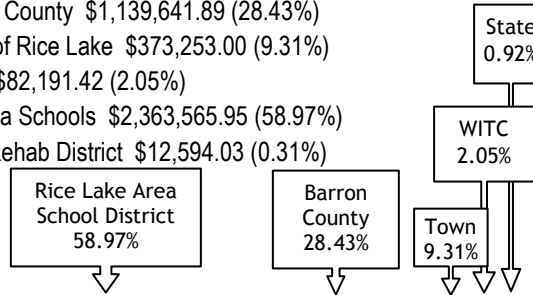 County $1,139,641.89 (28.43%)
of Rice Lake $373,253.00 (9.31%)
$82,191.42 (2.05%)
a Schools $2,363,565.95 (58.97%)
ehab District $12,594.03 (0.31%)
State
0.92%
WITC
2.05%
Rice Lake Area
School District
58.97%
Barron
County
28.43%
Town
9.31%